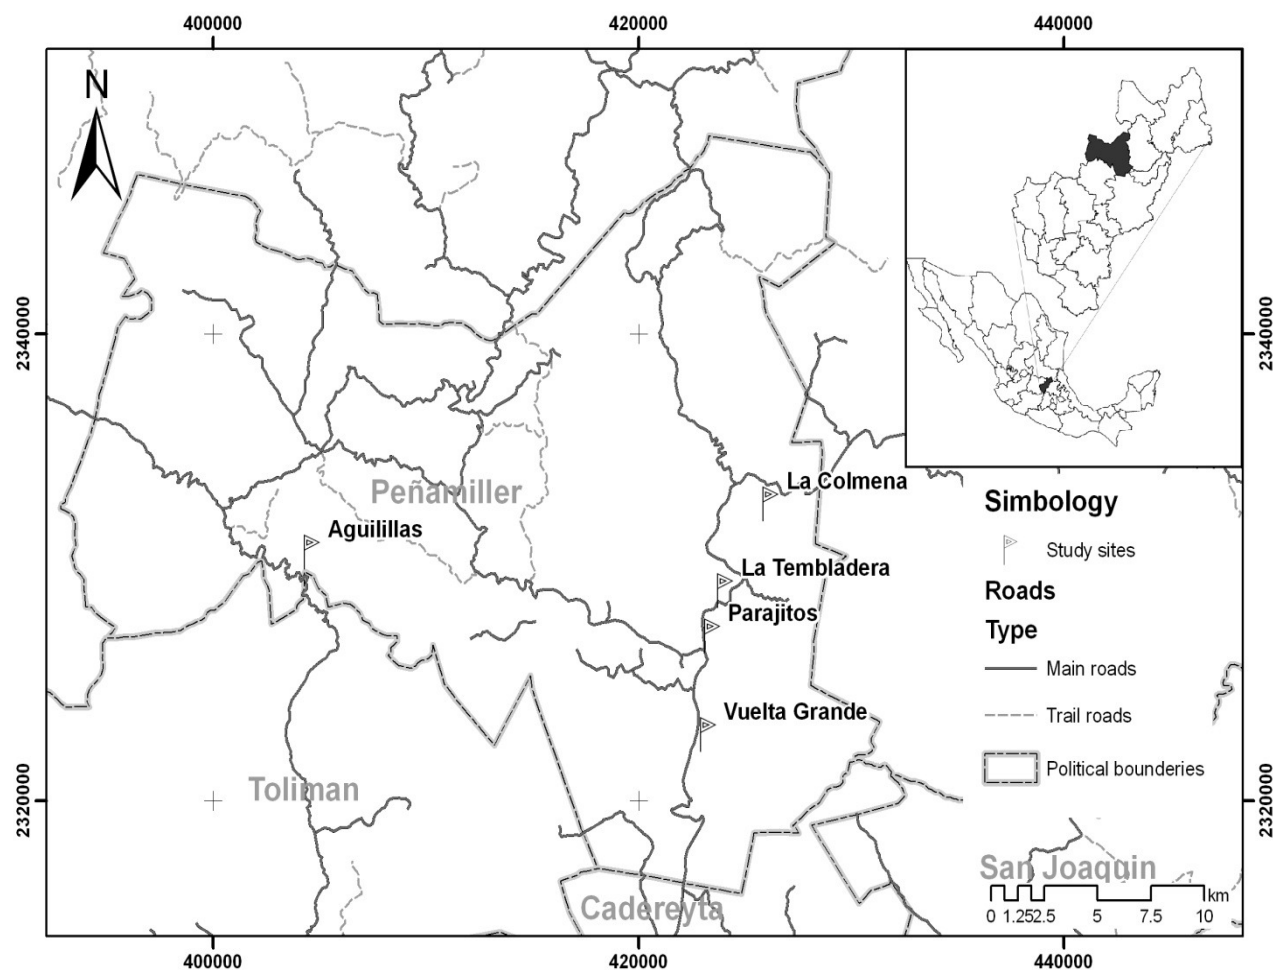 400000 420000 440000
N
2340000 2340000
La Colmena
Peñamiller
Simbology
Aguilillas
Study sites
La Tembladera
Roads
Parajitos
Type
Main roads
Vuelta Grande
Trail roads
Political bounderies
Toliman
2320000 2320000
San Joaquin
km
Cadereyta
0 1.252.5 5 7.5 10
400000 420000 440000